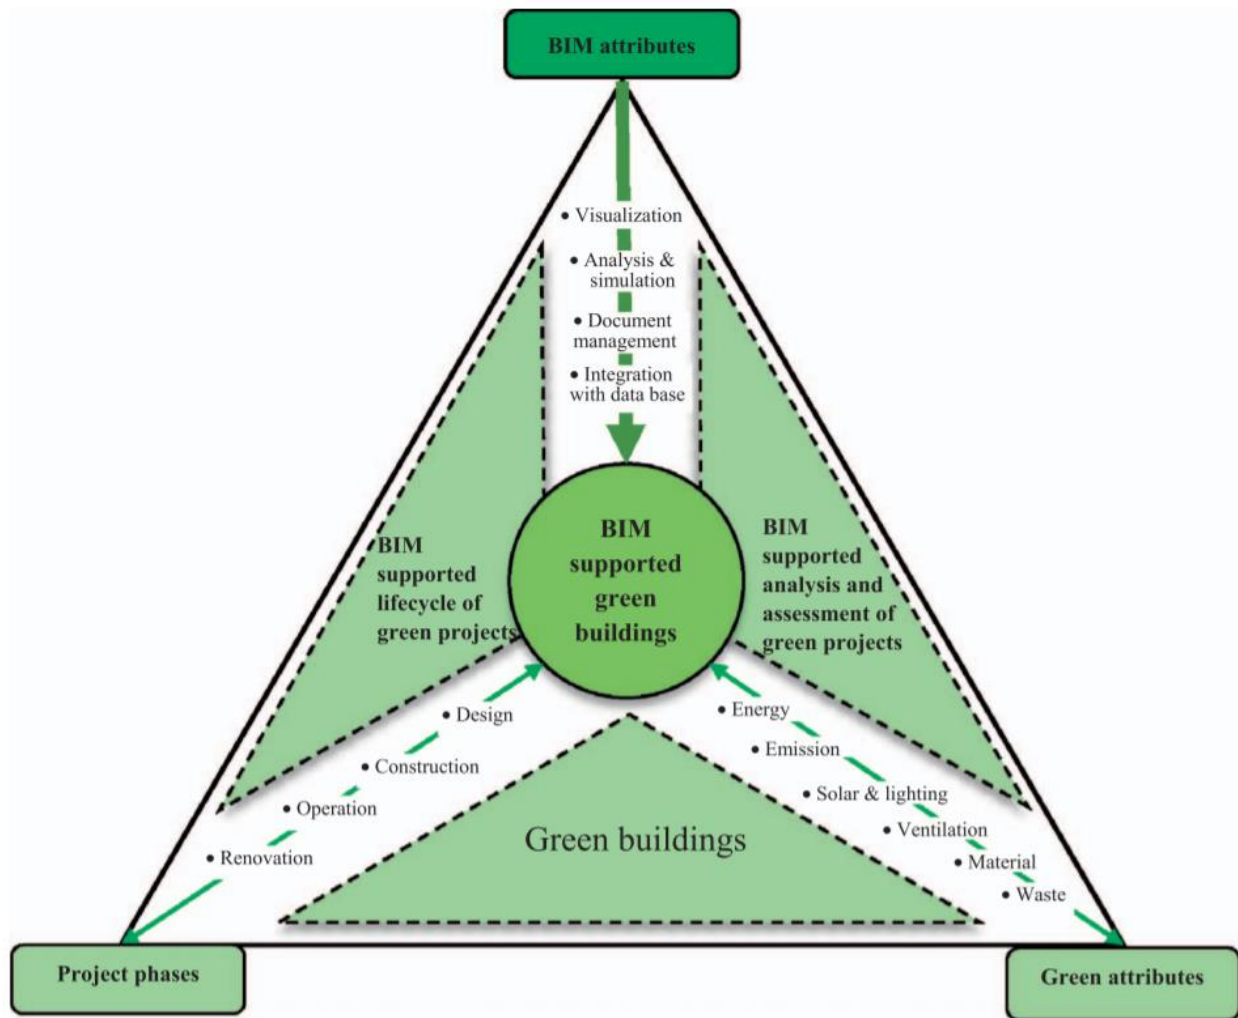 BIM attributes
• Visualization
• Analysis &
simulation
• Document
management
• Integration
with data base
BIM
supported
lifecycle of
green projects
BIM
supported
green
buildings
BIM
supported
analysis and
assessment of
green projects
• Design
• Construction
• Operation
• Renovation
• Energy
• Emission
• Solar & lighting
• Ventilation
• Material
• Waste
Green buildings
Project phases
Green attributes